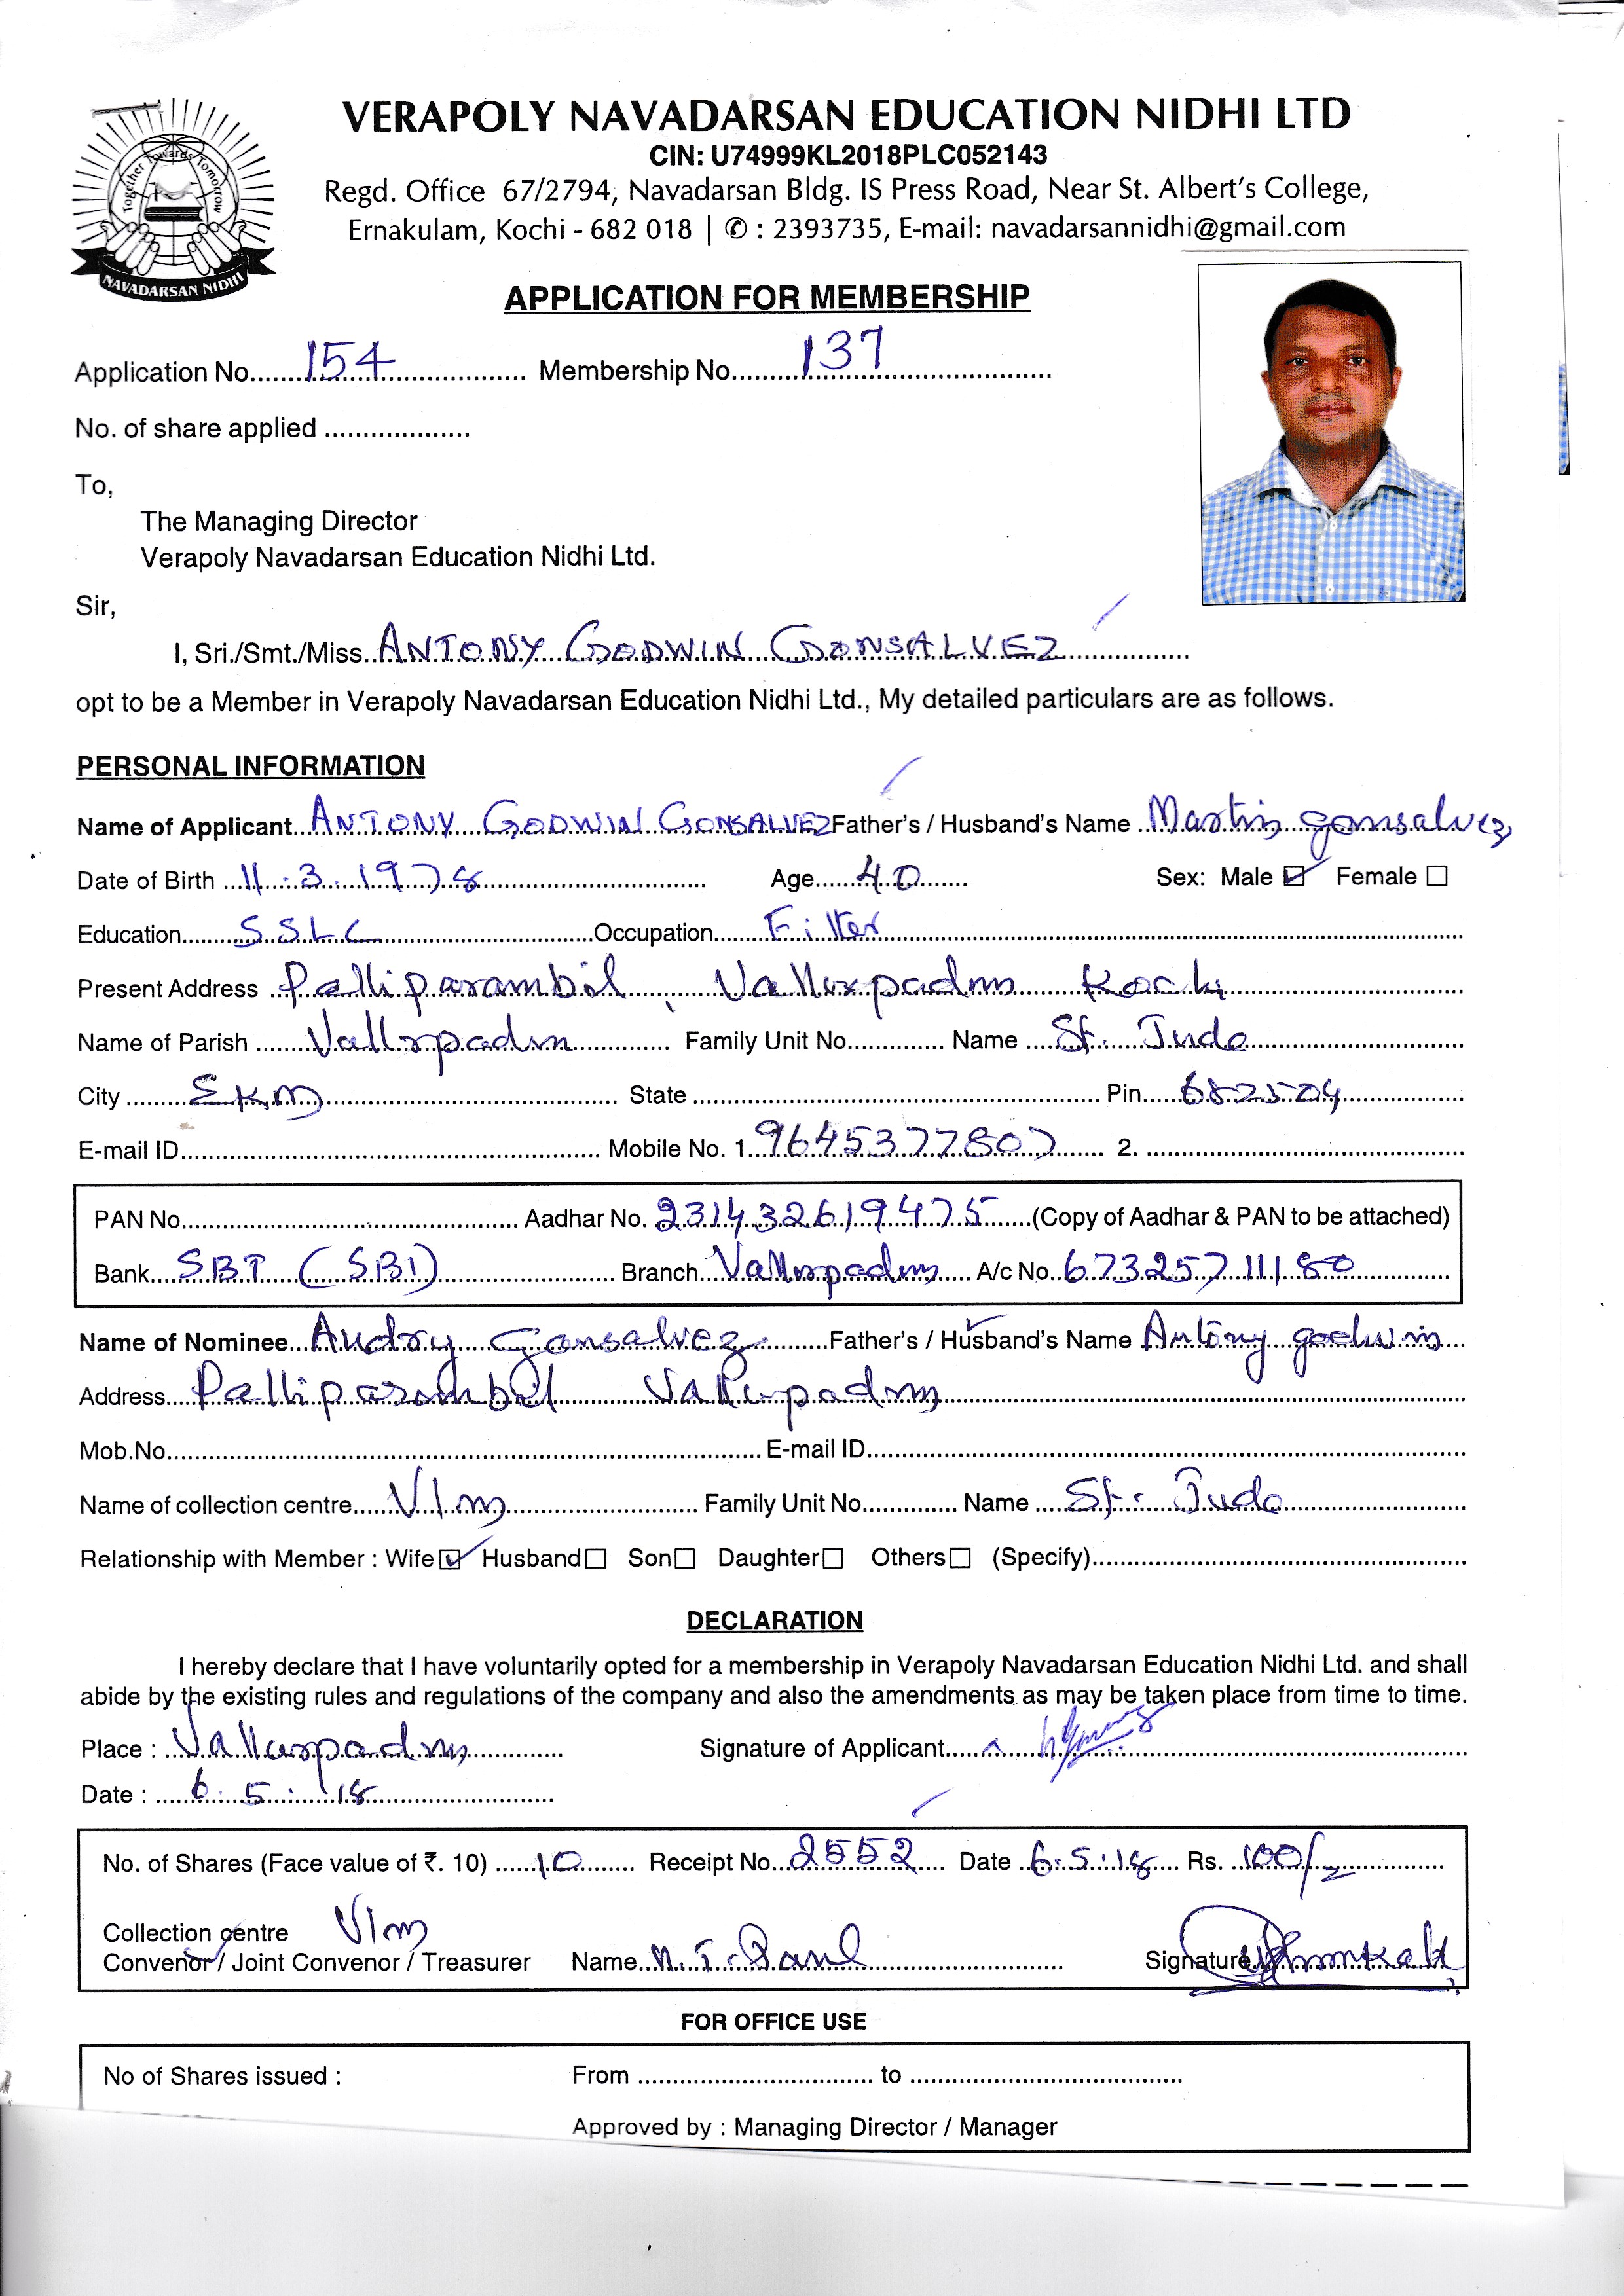 Together Towards Tomorrow
NAVADARSAN NIDHI
VERAPOLY NAVADARSAN EDUCATION NIDHI LTD
CIN: U74999KL2018PLC052143
Regd. Office 67/2794, Navadarsan Bldg. IS Press Road, Near St. Albert's College,
Ernakulam, Kochi - 682 018 | ✆ : 2393735, E-mail: navadarsannidhi@gmail.com
APPLICATION FOR MEMBERSHIP
Application No. 154 Membership No. 137
No. of share applied
To,
The Managing Director
Verapoly Navadarsan Education Nidhi Ltd.
Sir,
I, Sri./Smt./Miss. ANTONY GODWIN GONSALVEZ
opt to be a Member in Verapoly Navadarsan Education Nidhi Ltd., My detailed particulars are as follows.
PERSONAL INFORMATION
Name of Applicant ANTONY GODWIN GONSALVEZ Father's / Husband's Name Martin gonsalvez
Date of Birth 11.3.1978 Age 40 Sex: Male ☑ Female ☐
Education SSLC Occupation Fitter
Present Address Palliparambil, Vallarpadm Kochi
Name of Parish Vallarpadm Family Unit No. Name St. Jude
City EKM State Pin 682504
E-mail ID Mobile No. 1. 9645377807 2.
PAN No. Aadhar No. 231432619475 (Copy of Aadhar & PAN to be attached)
Bank SBT (SBI) Branch Vallarpadm A/c No. 67325711180
Name of Nominee Audry Gonsalvez Father's / Husband's Name Antony godwin
Address Palliparambil Vallarpadm
Mob.No. E-mail ID
Name of collection centre Vlm Family Unit No. Name St. Jude
Relationship with Member : Wife ☑ Husband ☐ Son ☐ Daughter ☐ Others ☐ (Specify)
DECLARATION
I hereby declare that I have voluntarily opted for a membership in Verapoly Navadarsan Education Nidhi Ltd. and shall
abide by the existing rules and regulations of the company and also the amendments as may be taken place from time to time.
Place : Vallarpadm Signature of Applicant
Date : 6.5.18
No. of Shares (Face value of ₹. 10) 10 Receipt No. 2552 Date 6.5.18 Rs. 100/-
Collection centre Vlm
Convenor / Joint Convenor / Treasurer Name N.T. Paul Signature
FOR OFFICE USE
No of Shares issued : From to
Approved by : Managing Director / Manager